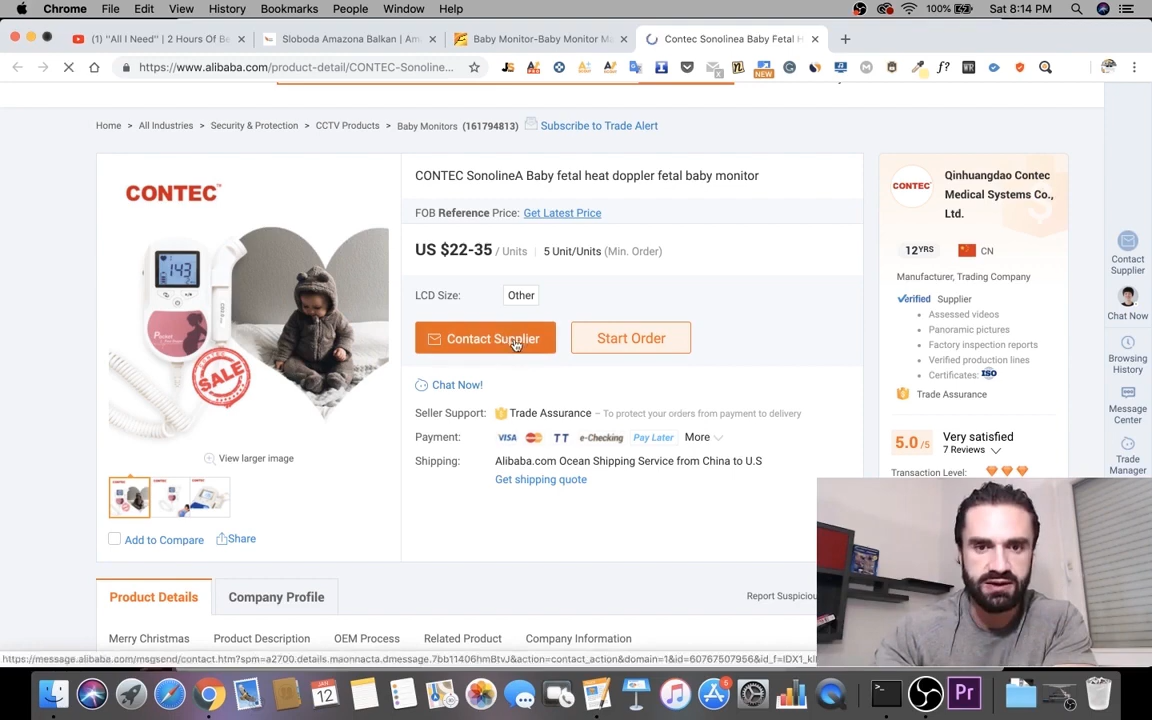 Chrome File Edit View History Bookmarks People Window Help 100% Sat 8:14 PM
(1) "All I Need" | 2 Hours Of Be
Sloboda Amazona Balkan | Am
Baby Monitor-Baby Monitor Ma
Contec Sonolinea Baby Fetal H
https://www.alibaba.com/product-detail/CONTEC-Sonoline...
NEW
f?
WR
Home > All Industries > Security & Protection > CCTV Products > Baby Monitors (161794813) Subscribe to Trade Alert
CONTEC
143
Pocket
SALE
View larger image
Add to Compare
Share
CONTEC SonolineA Baby fetal heat doppler fetal baby monitor
FOB Reference Price: Get Latest Price
US $22-35 / Units | 5 Unit/Units (Min. Order)
LCD Size: Other
Contact Supplier
Start Order
Chat Now!
Seller Support: Trade Assurance – To protect your orders from payment to delivery
Payment: VISA TT e-Checking Pay Later More
Shipping: Alibaba.com Ocean Shipping Service from China to U.S
Get shipping quote
CONTEC
Qinhuangdao Contec
Medical Systems Co.,
Ltd.
12YRS CN
Manufacturer, Trading Company
Verified Supplier
Assessed videos
Panoramic pictures
Factory inspection reports
Verified production lines
Certificates: ISO
Trade Assurance
5.0/5 Very satisfied
7 Reviews
Transaction Level:
Contact
Supplier
Chat Now
Browsing
History
Message
Center
Trade
Manager
Product Details
Company Profile
Report Suspiciou
Merry Christmas Product Description OEM Process Related Product Company Information
JAN
12
5
Pr